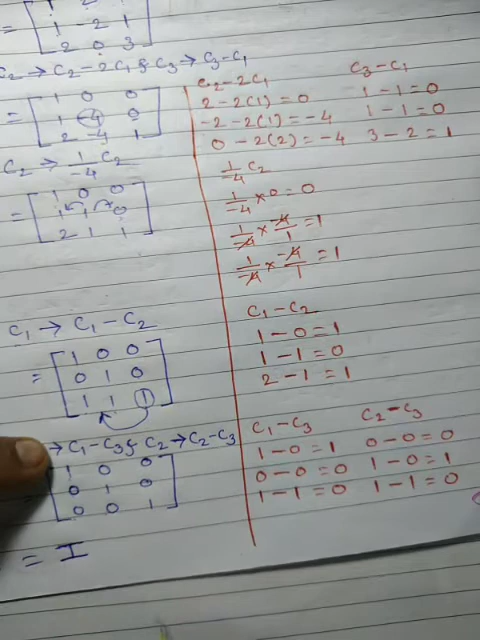 = [ 1 -2 1
2 0 3 ]
C₂ → C₂ - 2C₁ & C₃ → C₃ - C₁
= [ 1 0 0
1 -4 0
2 -4 1 ]
C₂ → 1/-4 C₂
= [ 1 0 0
1 1 0
2 1 1 ]
C₁ → C₁ - C₂
= [ 1 0 0
0 1 0
1 1 1 ]
→ C₁ - C₃ & C₂ → C₂ - C₃
[ 1 0 0
0 1 0
0 0 1 ]
= I
C₂ - 2C₁ C₃ - C₁
2 - 2(1) = 0 1 - 1 = 0
-2 - 2(1) = -4 1 - 1 = 0
0 - 2(2) = -4 3 - 2 = 1
1/-4 C₂
1/-4 × 0 = 0
1/-4 × -4/1 = 1
1/-4 × -4/1 = 1
C₁ - C₂
1 - 0 = 1
1 - 1 = 0
2 - 1 = 1
C₁ - C₃ C₂ - C₃
1 - 0 = 1 0 - 0 = 0
0 - 0 = 0 1 - 0 = 1
1 - 1 = 0 1 - 1 = 0